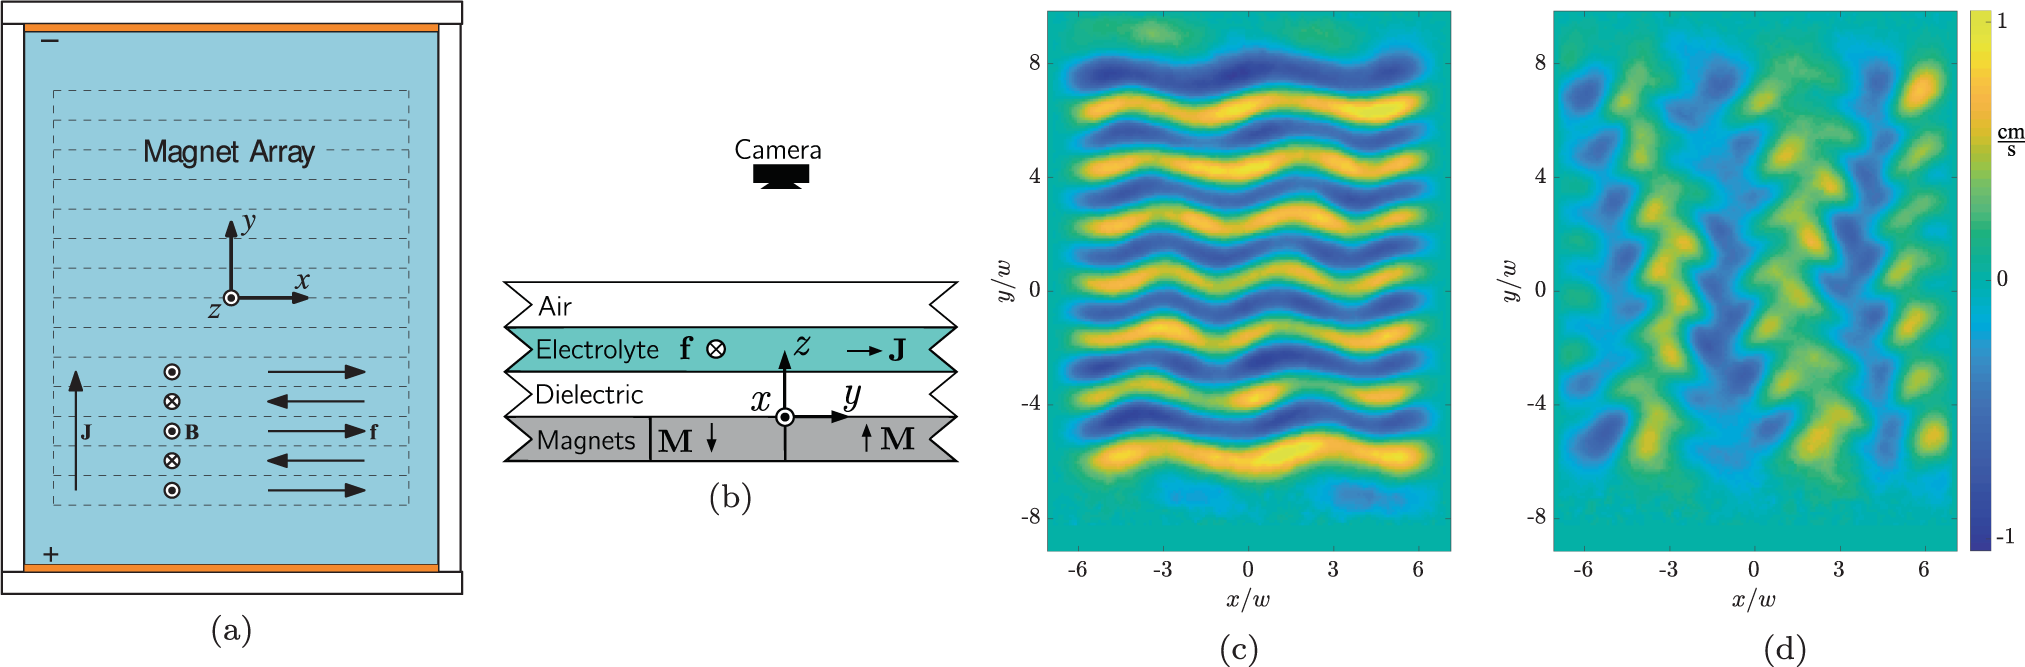 −
Magnet Array
y
x
z
J
B
f
+
(a)
Camera
Air
Electrolyte f z J
Dielectric x y
Magnets M M
(b)
8
4
0
-4
-8
y/w
-6 -3 0 3 6
x/w
(c)
8
4
0
-4
-8
y/w
-6 -3 0 3 6
x/w
(d)
1
cm
s
0
-1